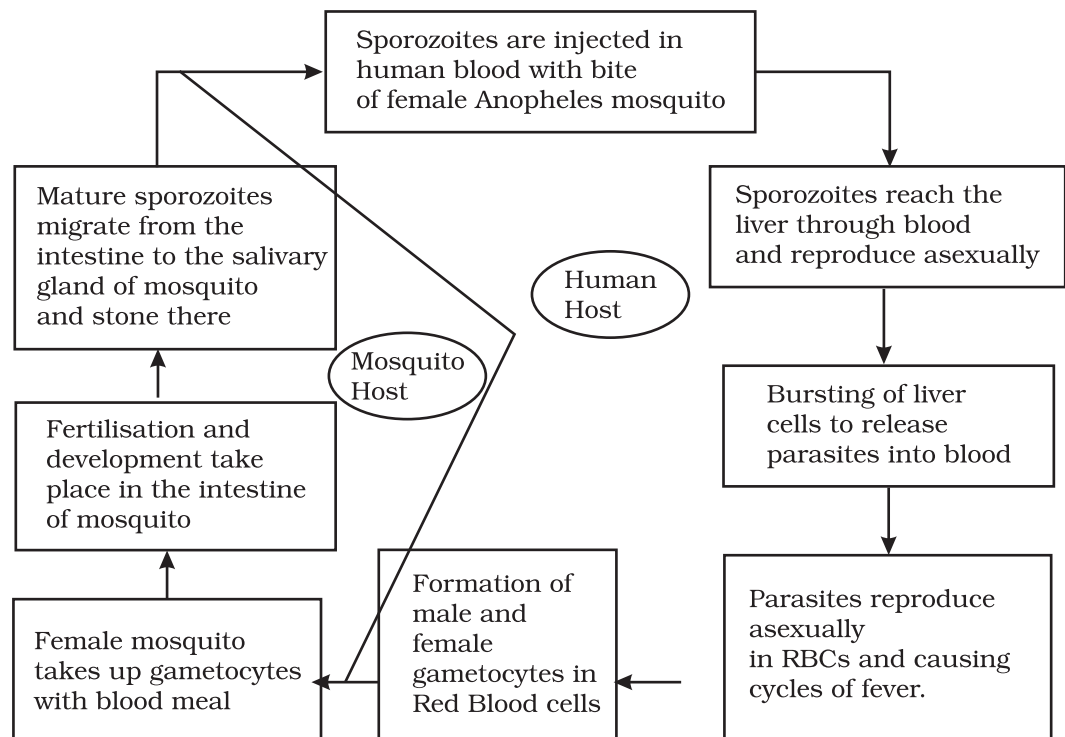 Sporozoites are injected in
human blood with bite
of female Anopheles mosquito
Sporozoites reach the
liver through blood
and reproduce asexually
Bursting of liver
cells to release
parasites into blood
Parasites reproduce
asexually
in RBCs and causing
cycles of fever.
Formation of
male and
female
gametocytes in
Red Blood cells
Female mosquito
takes up gametocytes
with blood meal
Fertilisation and
development take
place in the intestine
of mosquito
Mature sporozoites
migrate from the
intestine to the salivary
gland of mosquito
and stone there
Human
Host
Mosquito
Host